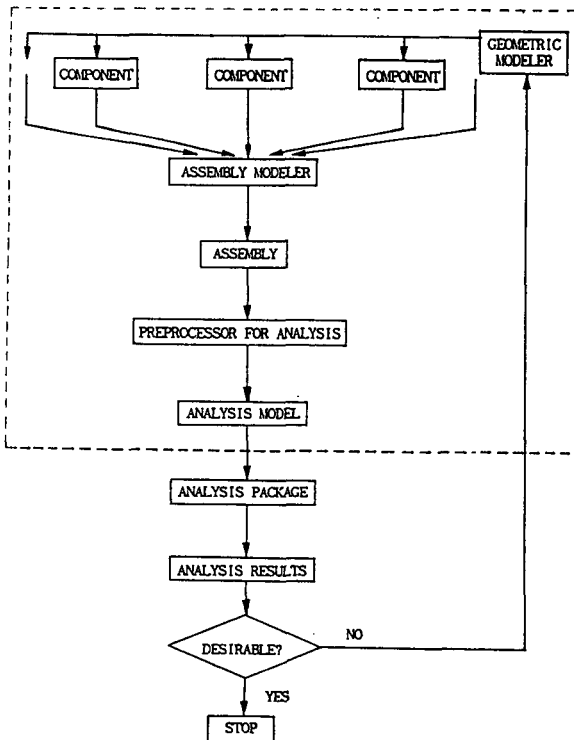 GEOMETRIC
MODELER
COMPONENT
COMPONENT
COMPONENT
ASSEMBLY MODELER
ASSEMBLY
PREPROCESSOR FOR ANALYSIS
ANALYSIS MODEL
ANALYSIS PACKAGE
ANALYSIS RESULTS
DESIRABLE?
NO
YES
STOP